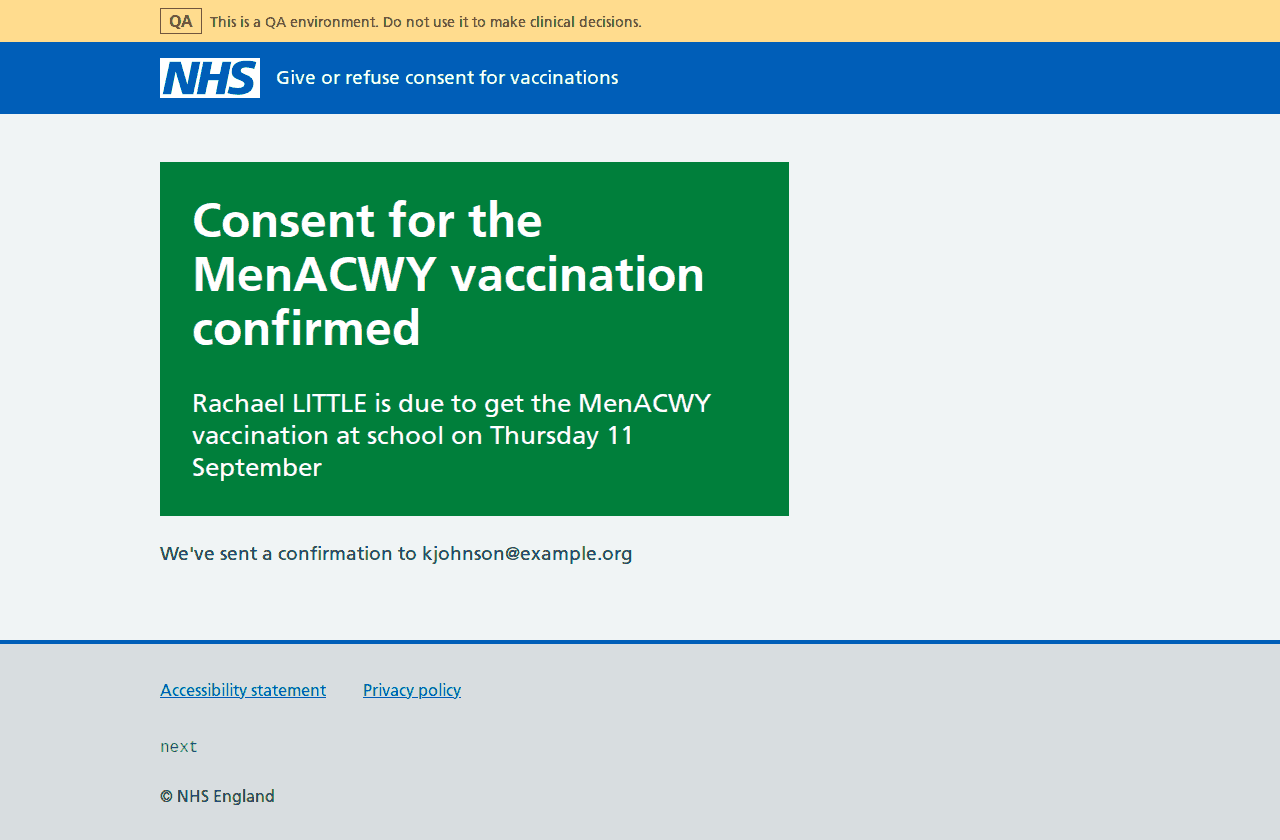 QA This is a QA environment. Do not use it to make clinical decisions.
NHS Give or refuse consent for vaccinations
Consent for the
MenACWY vaccination
confirmed
Rachael LITTLE is due to get the MenACWY
vaccination at school on Thursday 11
September
We've sent a confirmation to kjohnson@example.org
Accessibility statement Privacy policy
next
© NHS England